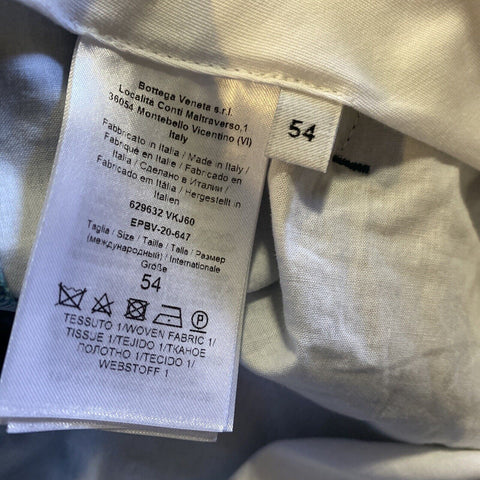 Bottega Veneta s.r.l.
Località Conti Maltraverso,1
36054 Montebello Vicentino (VI)
Italy
Fabbricato in Italia / Made in Italy /
Fabriqué en Italie / Fabricado en
Italia / Сделано в Италии /
Fabricado em Itália / Hergestellt in
Italien
629632 VKJ60
EPBV-20-647
Taglia / Size / Taille / Talla / Размер
(международный) / Internationale
Größe
54
TESSUTO 1/WOVEN FABRIC 1/
TISSUE 1/TEJIDO 1/ТКАНОЕ
ПОЛОТНО 1/TECIDO 1/
WEBSTOFF 1
54